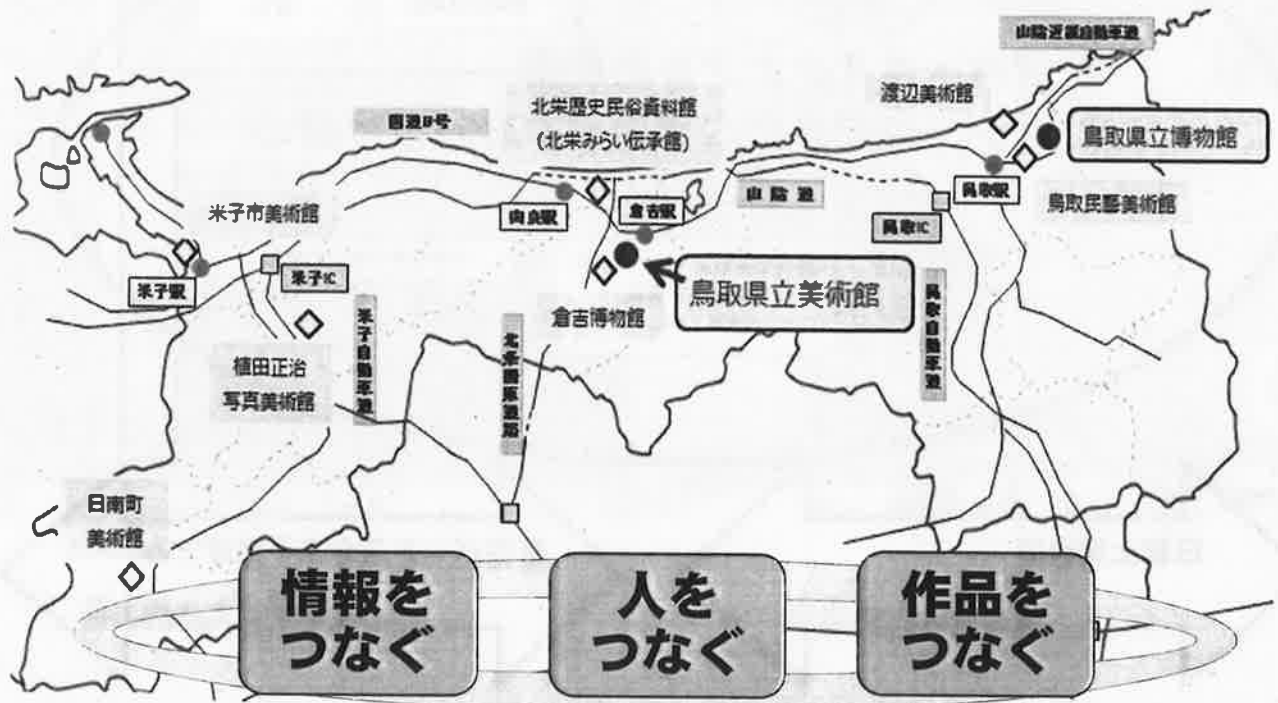 山陰近畿自動車道
渡辺美術館
鳥取県立博物館
北栄歴史民俗資料館
(北栄みらい伝承館)
国道9号
米子市美術館
由良駅
倉吉駅
山陰道
鳥取駅
鳥取IC
鳥取民藝美術館
米子駅
米子IC
鳥取県立美術館
倉吉博物館
植田正治
写真美術館
米子自動車道
北条湯原道路
鳥取自動車道
日南町
美術館
情報を
つなぐ
人を
つなぐ
作品を
つなぐ